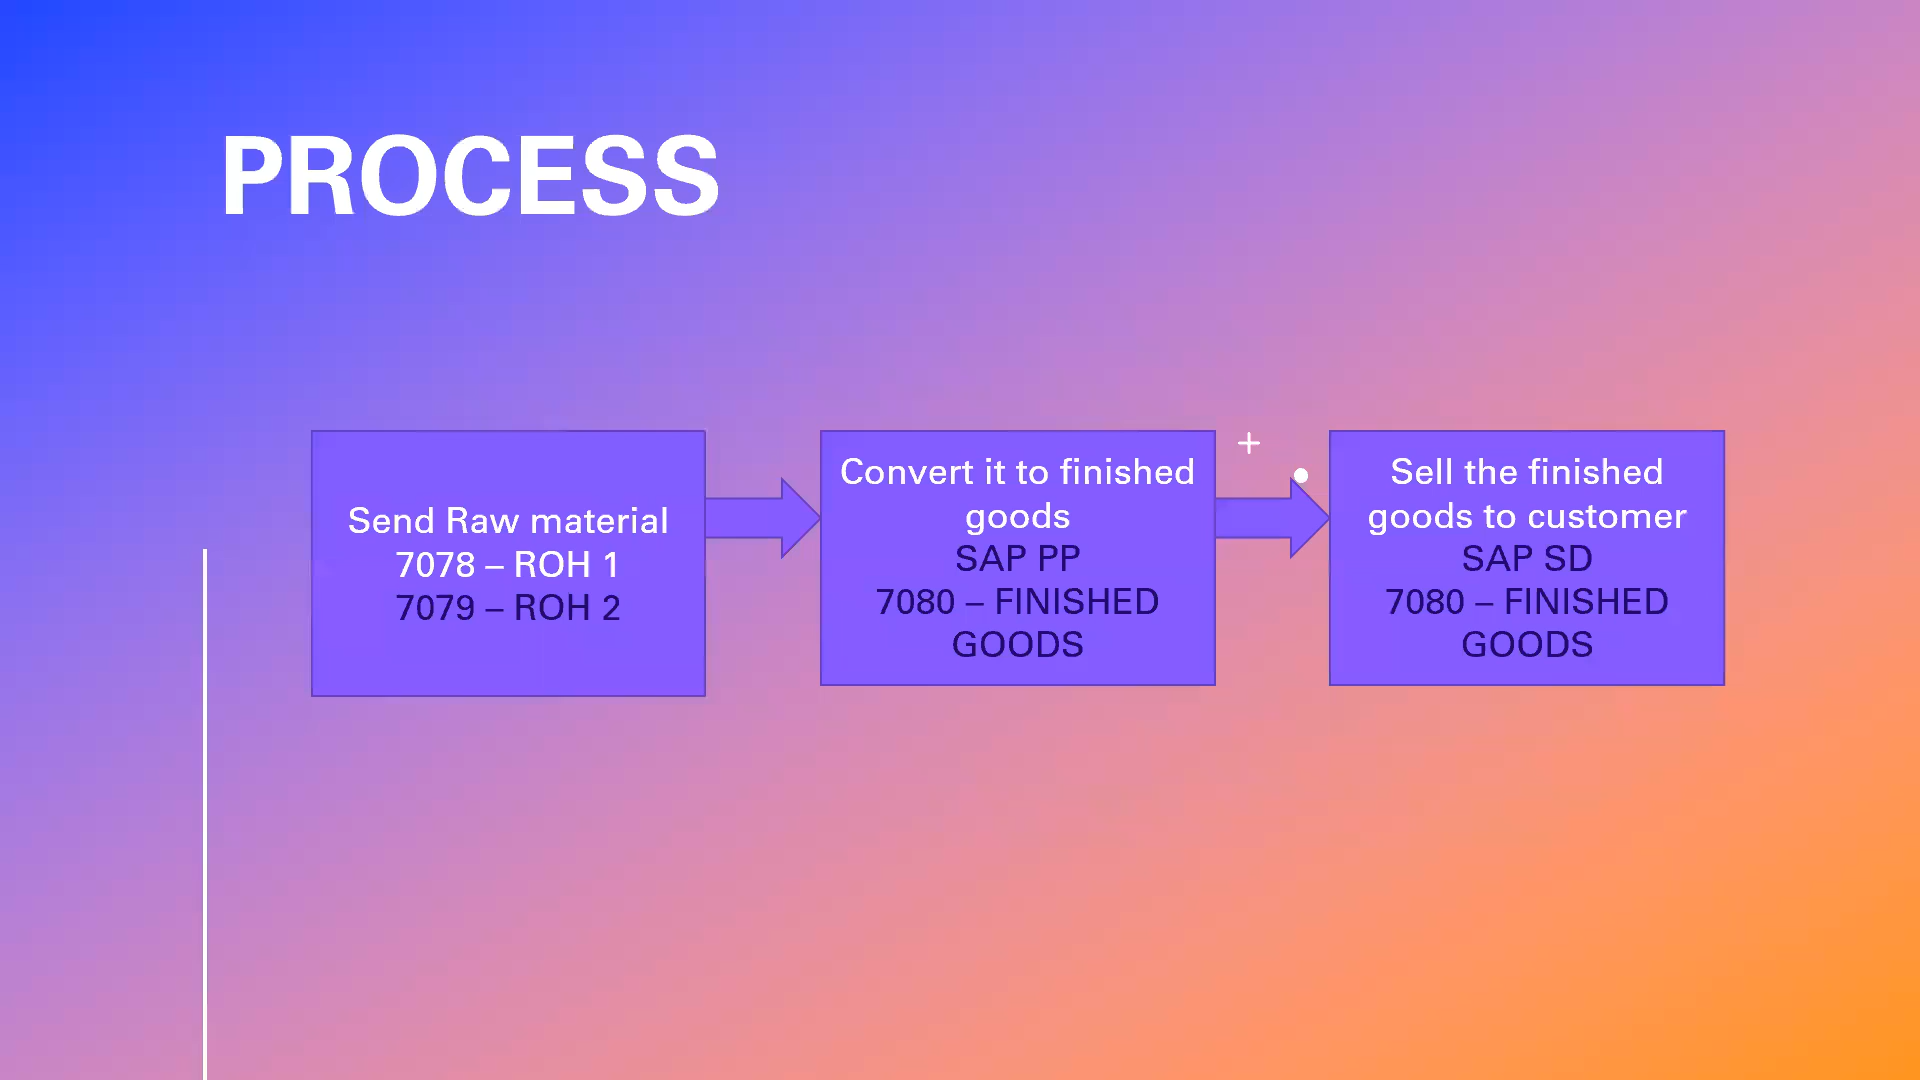 PROCESS
Send Raw material
7078 – ROH 1
7079 – ROH 2
Convert it to finished
goods
SAP PP
7080 – FINISHED
GOODS
Sell the finished
goods to customer
SAP SD
7080 – FINISHED
GOODS